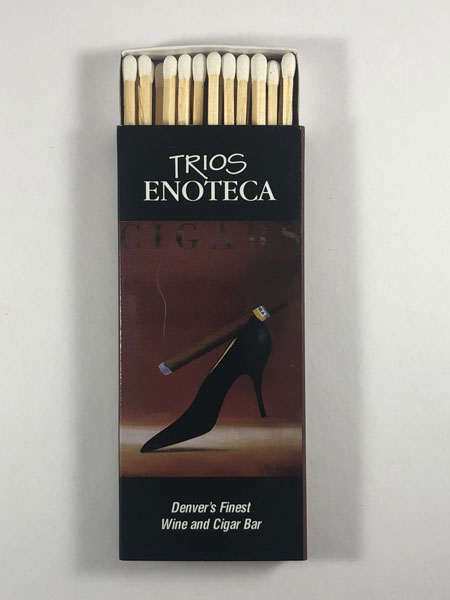 TRIOS
ENOTECA
CIGARS
Denver's Finest
Wine and Cigar Bar